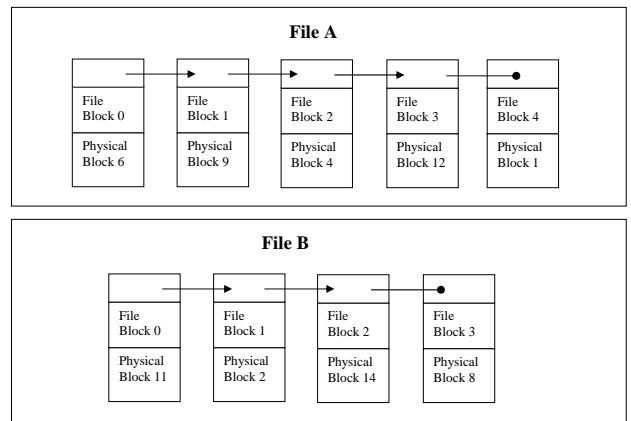 File A
File
Block 0
File
Block 1
File
Block 2
File
Block 3
File
Block 4
Physical
Block 6
Physical
Block 9
Physical
Block 4
Physical
Block 12
Physical
Block 1
File B
File
Block 0
File
Block 1
File
Block 2
File
Block 3
Physical
Block 11
Physical
Block 2
Physical
Block 14
Physical
Block 8